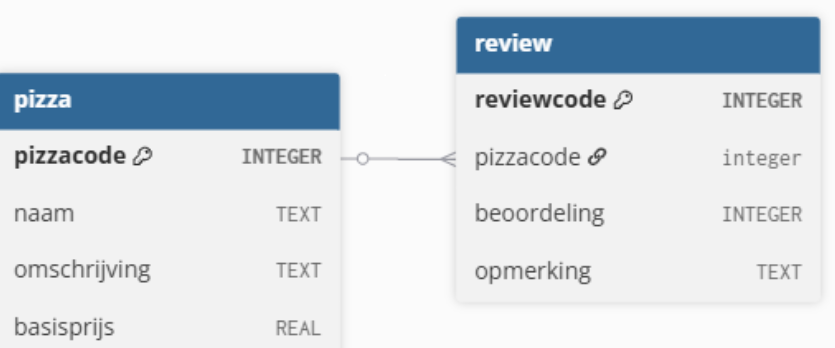 pizza
pizzacode INTEGER
naam TEXT
omschrijving TEXT
basisprijs REAL
review
reviewcode INTEGER
pizzacode integer
beoordeling INTEGER
opmerking TEXT